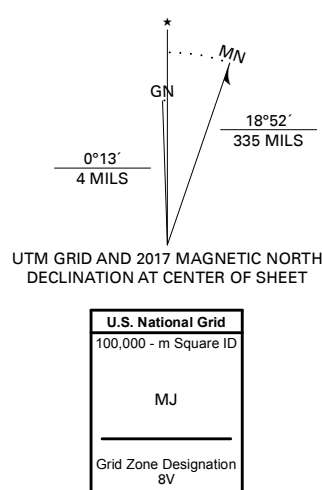 ★
MN
GN
18°52´
335 MILS
0°13´
4 MILS
UTM GRID AND 2017 MAGNETIC NORTH
DECLINATION AT CENTER OF SHEET
U.S. National Grid
100,000 - m Square ID
MJ
Grid Zone Designation
8V